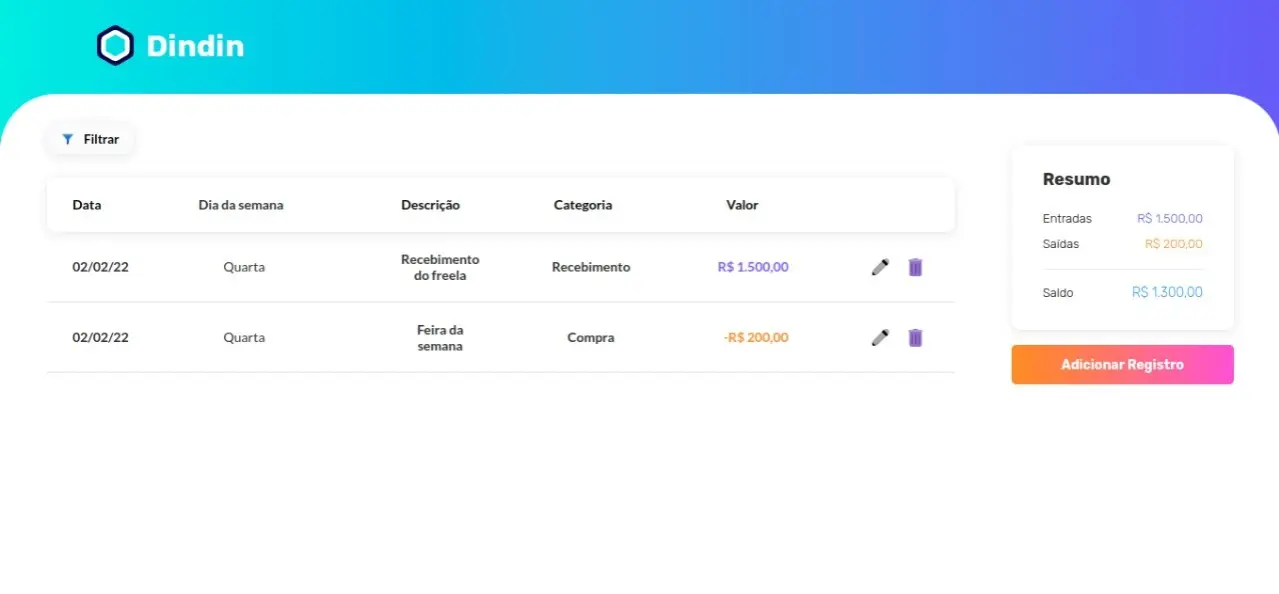 Dindin
Filtrar
Data Dia da semana Descrição Categoria Valor
02/02/22 Quarta Recebimento do freela Recebimento R$ 1.500,00
02/02/22 Quarta Feira da semana Compra -R$ 200,00
Resumo
Entradas R$ 1.500,00
Saídas R$ 200,00
Saldo R$ 1.300,00
Adicionar Registro